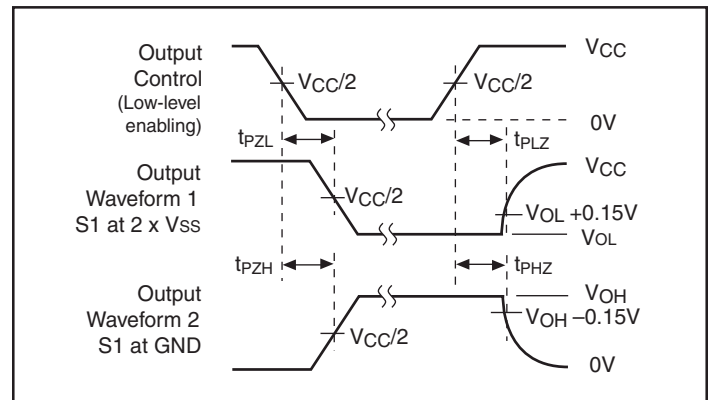 Output
Control
(Low-level
enabling)
VCC/2
VCC/2
VCC
0V
tPZL
tPLZ
Output
Waveform 1
S1 at 2 x Vss
VCC/2
VCC
VOL +0.15V
VOL
tPZH
tPHZ
Output
Waveform 2
S1 at GND
VCC/2
VOH
VOH –0.15V
0V